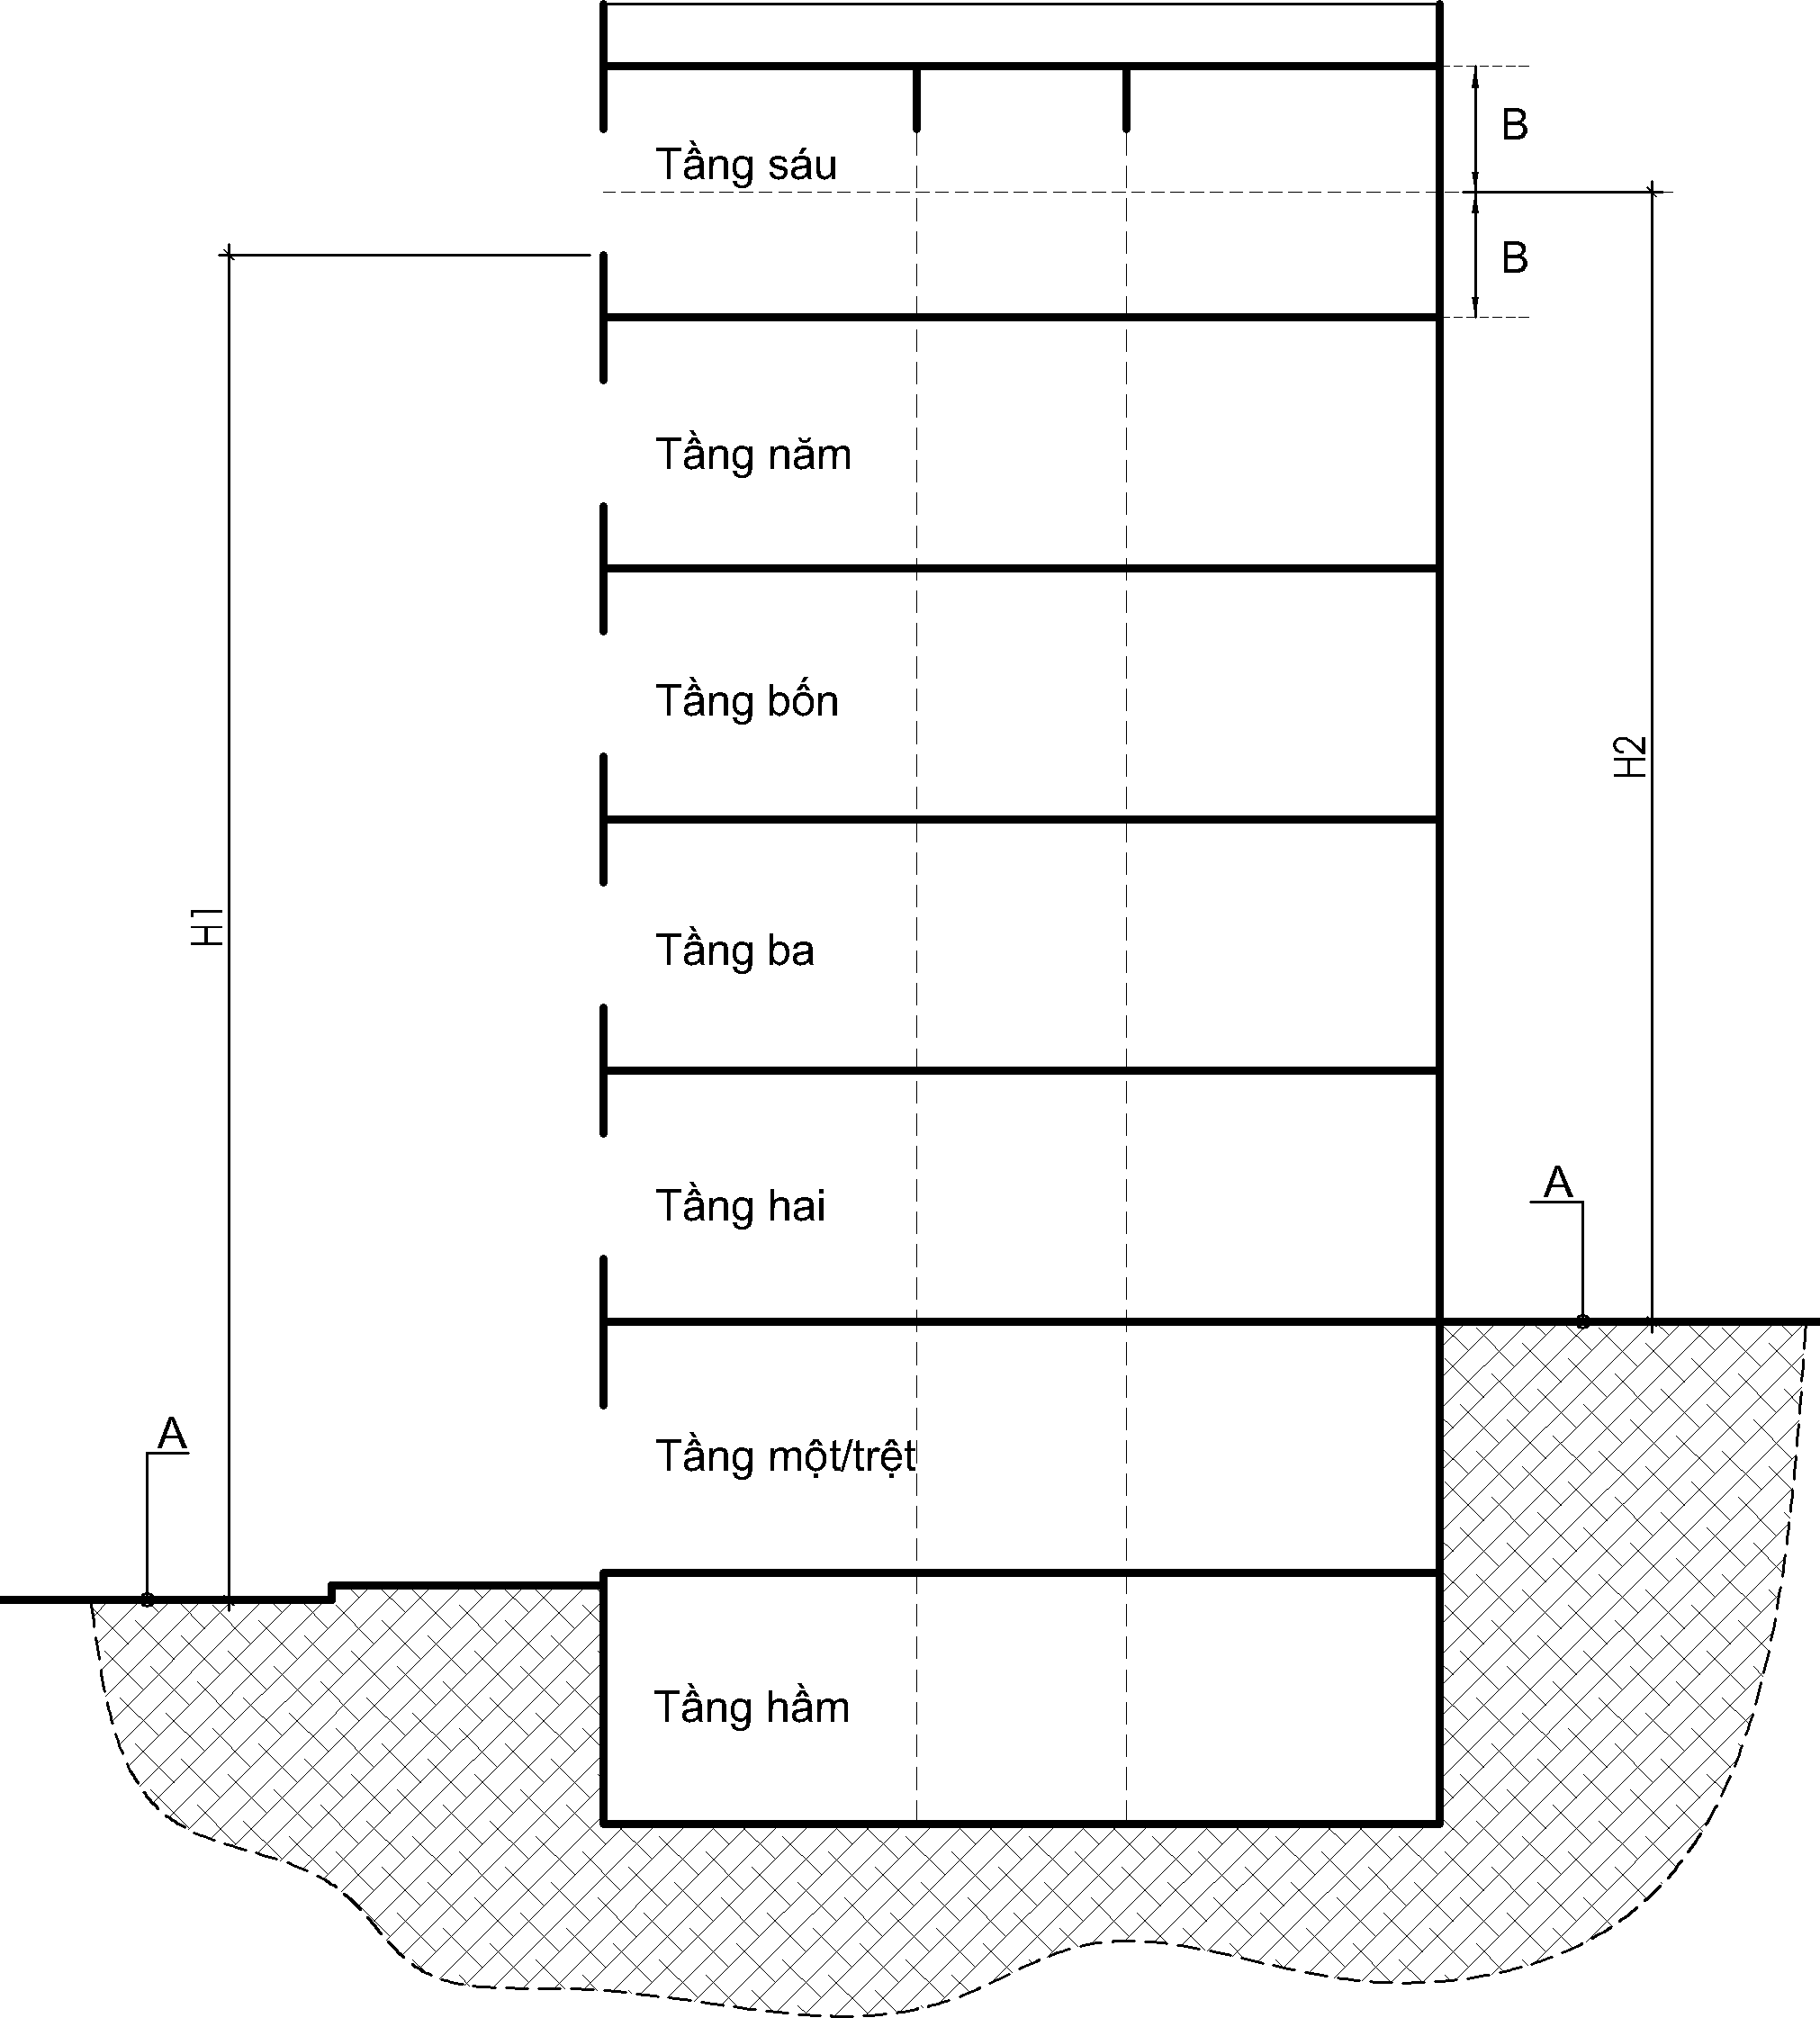 B
Tầng sáu
B
Tầng năm
Tầng bốn
H2
H1
Tầng ba
A
Tầng hai
A
Tầng một/trệt
Tầng hầm